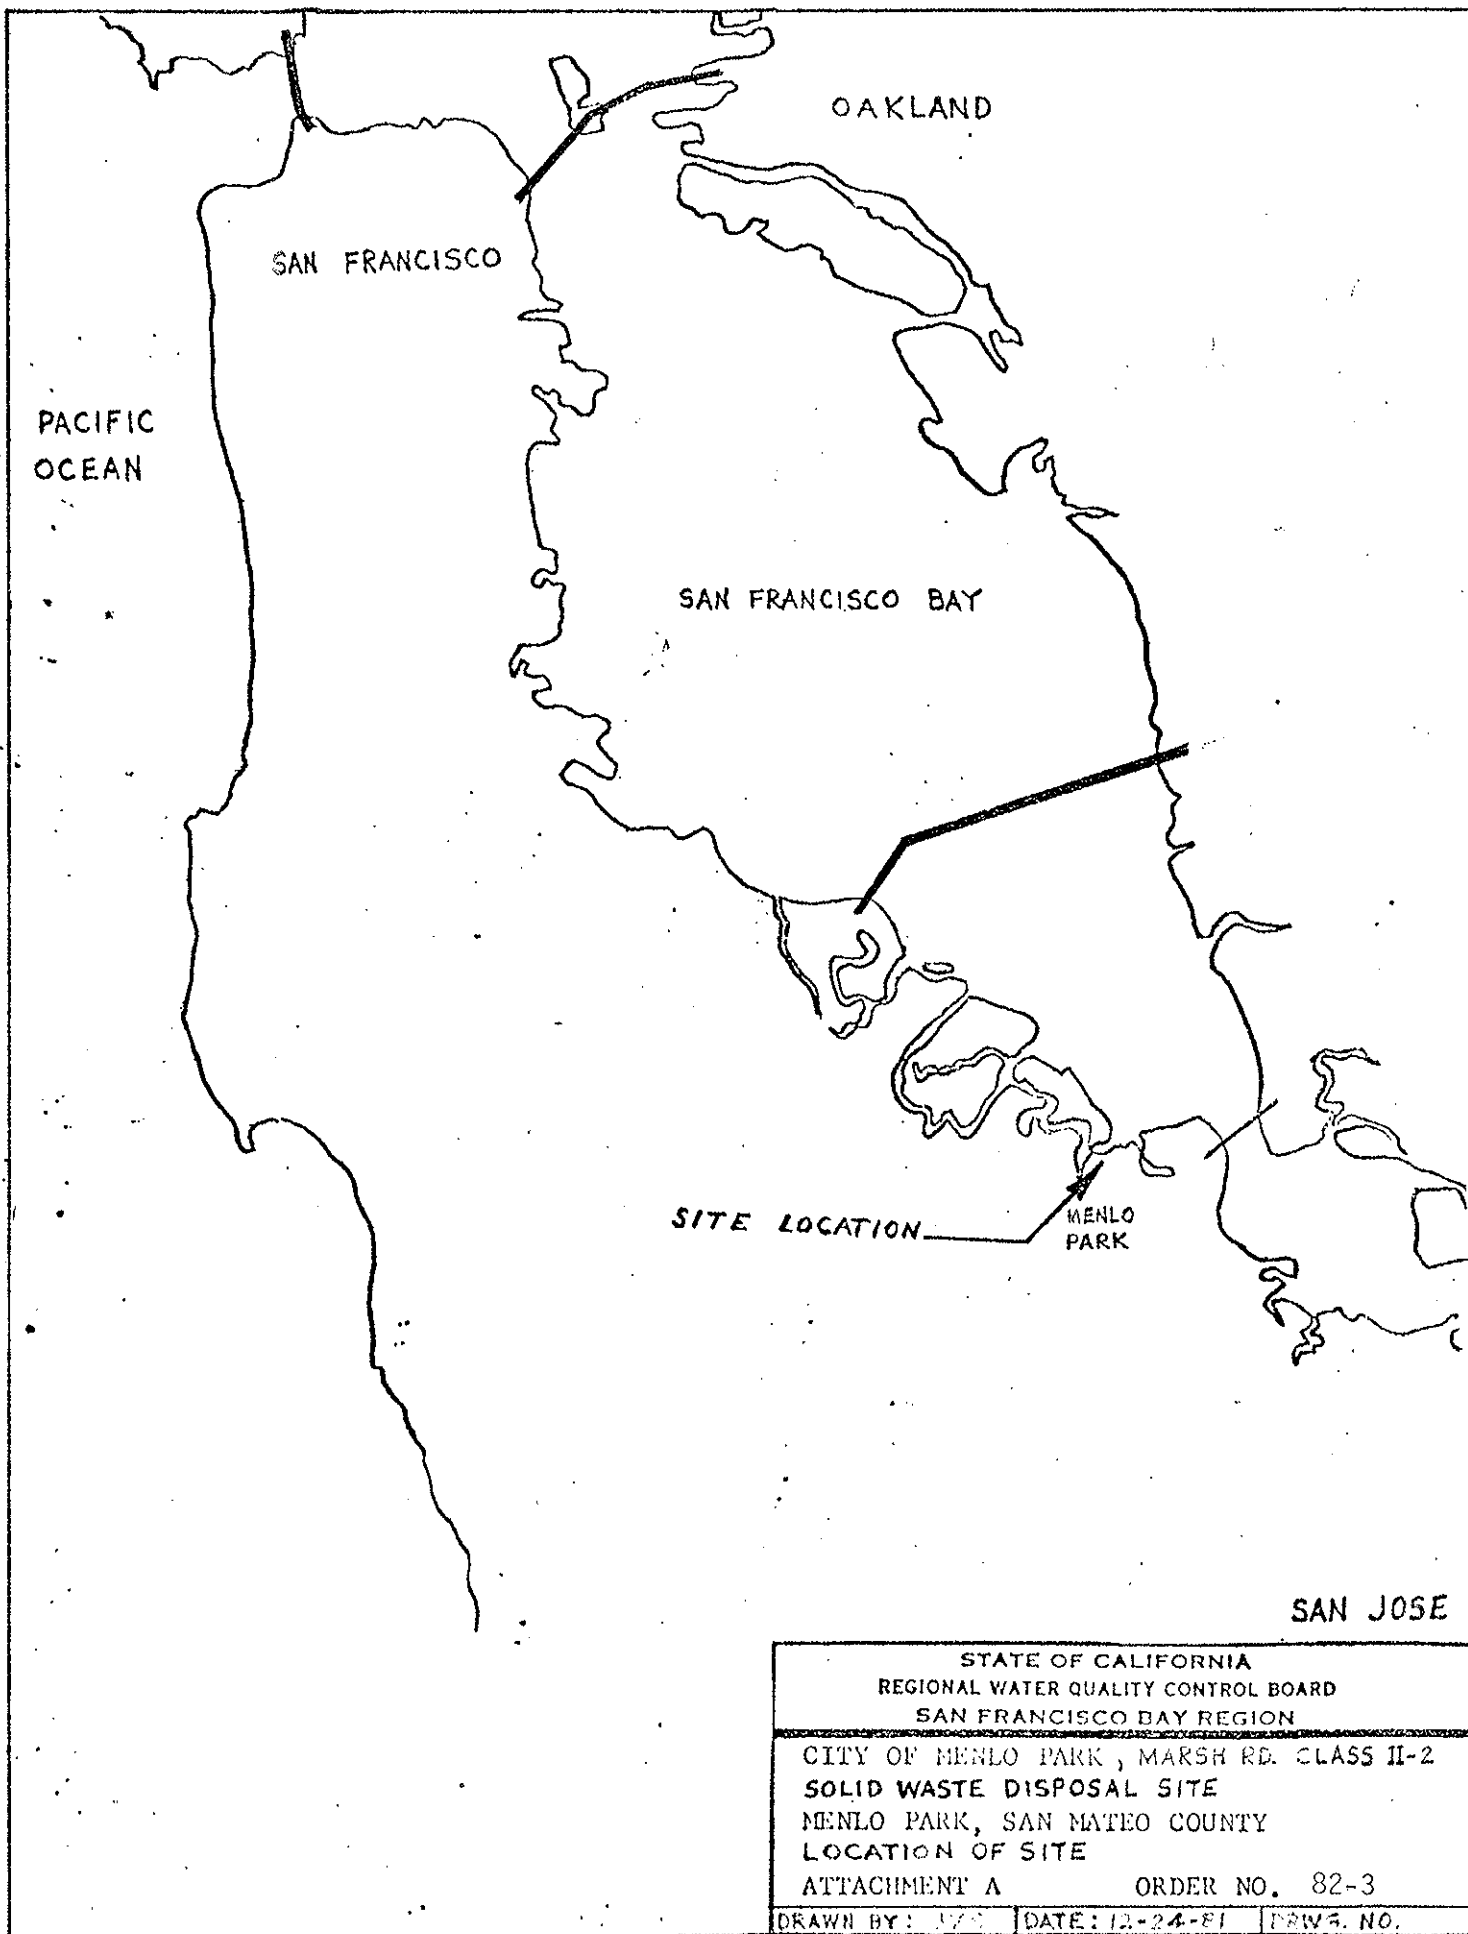 OAKLAND
SAN FRANCISCO
PACIFIC
OCEAN
SAN FRANCISCO BAY
SITE LOCATION
MENLO
PARK
SAN JOSE
STATE OF CALIFORNIA
REGIONAL WATER QUALITY CONTROL BOARD
SAN FRANCISCO BAY REGION
CITY OF MENLO PARK, MARSH RD. CLASS II-2
SOLID WASTE DISPOSAL SITE
MENLO PARK, SAN MATEO COUNTY
LOCATION OF SITE
ATTACHMENT A ORDER NO. 82-3
DRAWN BY: DATE: 12-24-81 DRWG. NO.